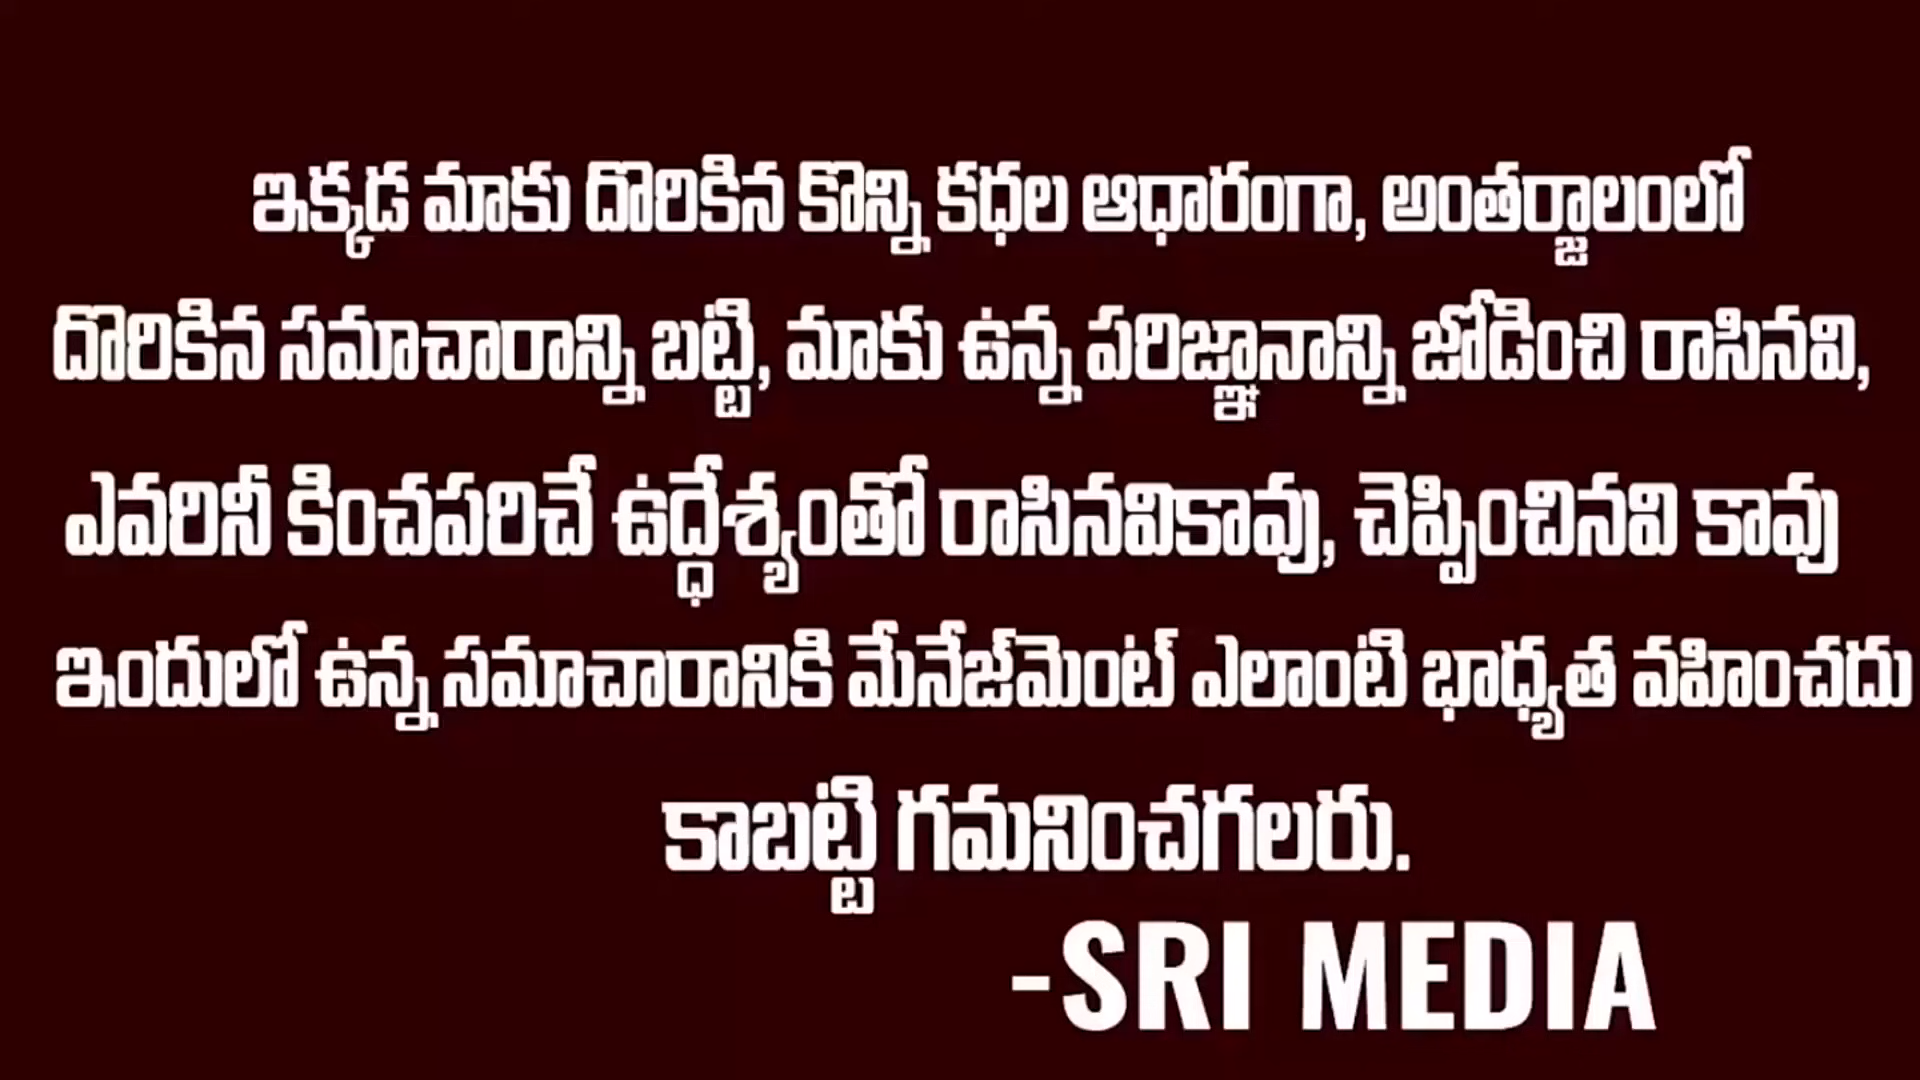 ఇక్కడ మాకు దొరికిన కొన్ని కధల ఆధారంగా, అంతర్జాలంలో
దొరికిన సమాచారాన్ని బట్టి, మాకు ఉన్న పరిజ్ఞానాన్ని జోడించి రాసినవి,
ఎవరినీ కించపరిచే ఉద్ధేశ్యంతో రాసినవికావు, చెప్పించినవి కావు
ఇందులో ఉన్న సమాచారానికి మేనేజ్‌మెంట్ ఎలాంటి భాధ్యత వహించదు
కాబట్టి గమనించగలరు.
-SRI MEDIA